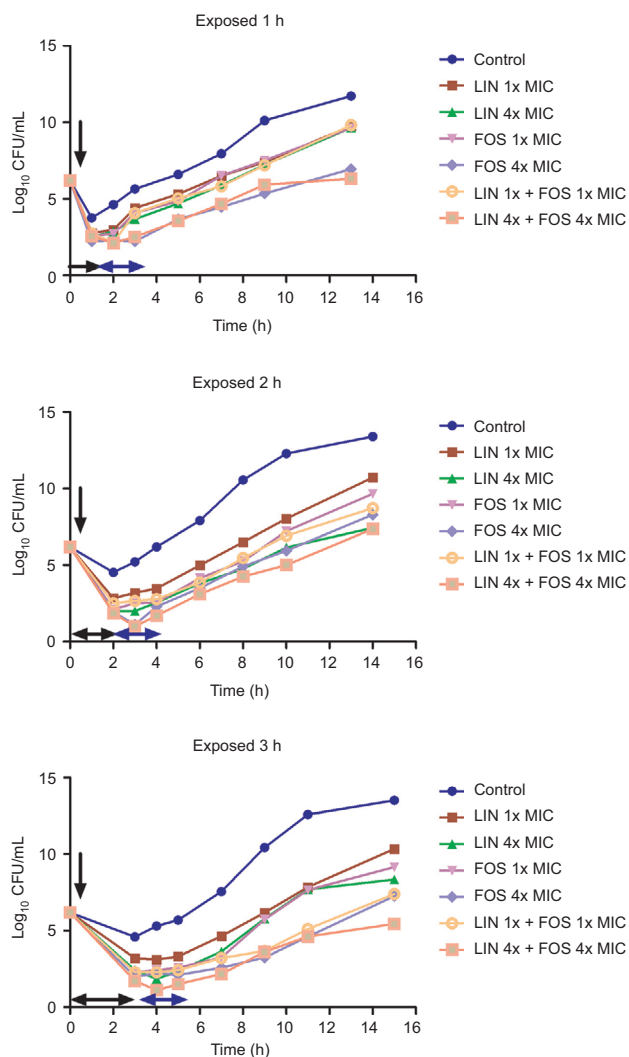 Exposed 1 h
15
10
5
0
Log10 CFU/mL
0 2 4 6 8 10 12 14 16
Time (h)
Control
LIN 1x MIC
LIN 4x MIC
FOS 1x MIC
FOS 4x MIC
LIN 1x + FOS 1x MIC
LIN 4x + FOS 4x MIC
Exposed 2 h
15
10
5
0
Log10 CFU/mL
0 2 4 6 8 10 12 14 16
Time (h)
Control
LIN 1x MIC
LIN 4x MIC
FOS 1x MIC
FOS 4x MIC
LIN 1x + FOS 1x MIC
LIN 4x + FOS 4x MIC
Exposed 3 h
15
10
5
0
Log10 CFU/mL
0 2 4 6 8 10 12 14 16
Time (h)
Control
LIN 1x MIC
LIN 4x MIC
FOS 1x MIC
FOS 4x MIC
LIN 1x + FOS 1x MIC
LIN 4x + FOS 4x MIC